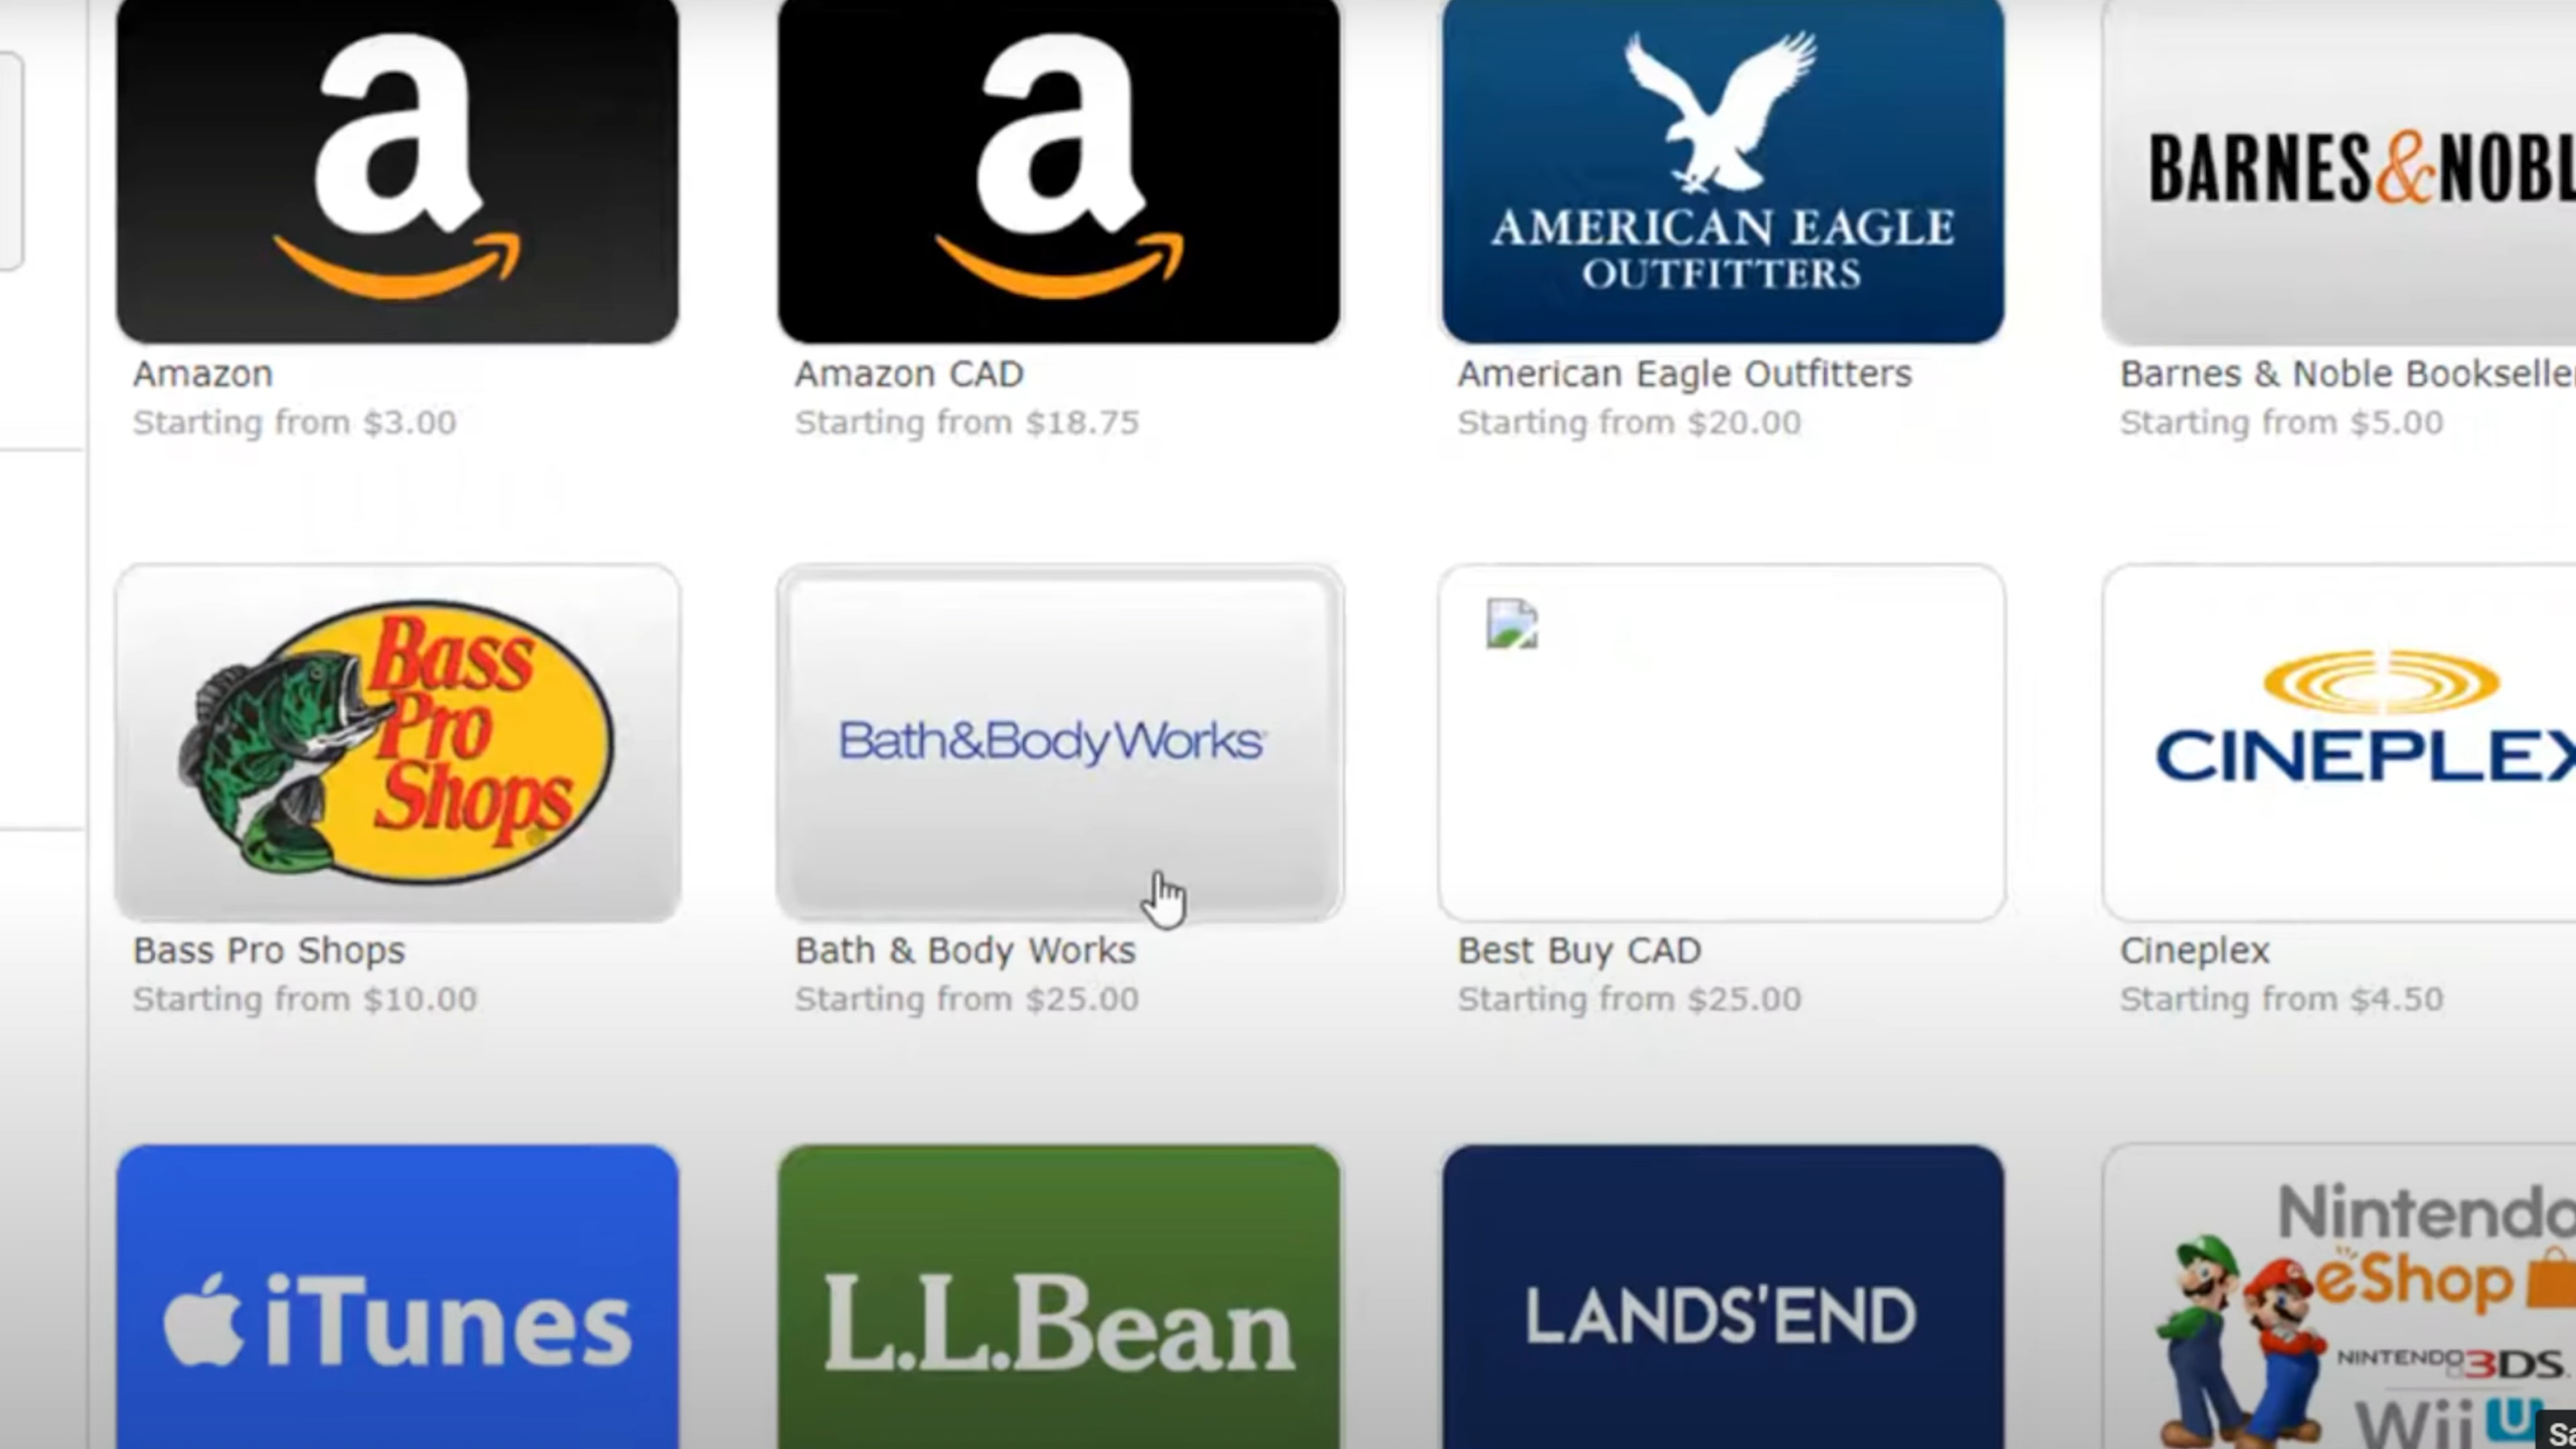 a
a
AMERICAN EAGLE
OUTFITTERS
BARNES&NOBL
Amazon
Starting from $3.00
Amazon CAD
Starting from $18.75
American Eagle Outfitters
Starting from $20.00
Barnes & Noble Bookselle
Starting from $5.00
Bass
Pro
Shops
Bath&BodyWorks
CINEPLEX
Bass Pro Shops
Starting from $10.00
Bath & Body Works
Starting from $25.00
Best Buy CAD
Starting from $25.00
Cineplex
Starting from $4.50
iTunes
L.L.Bean
LANDS'END
Nintendo
eShop
NINTENDO3DS
Wii U